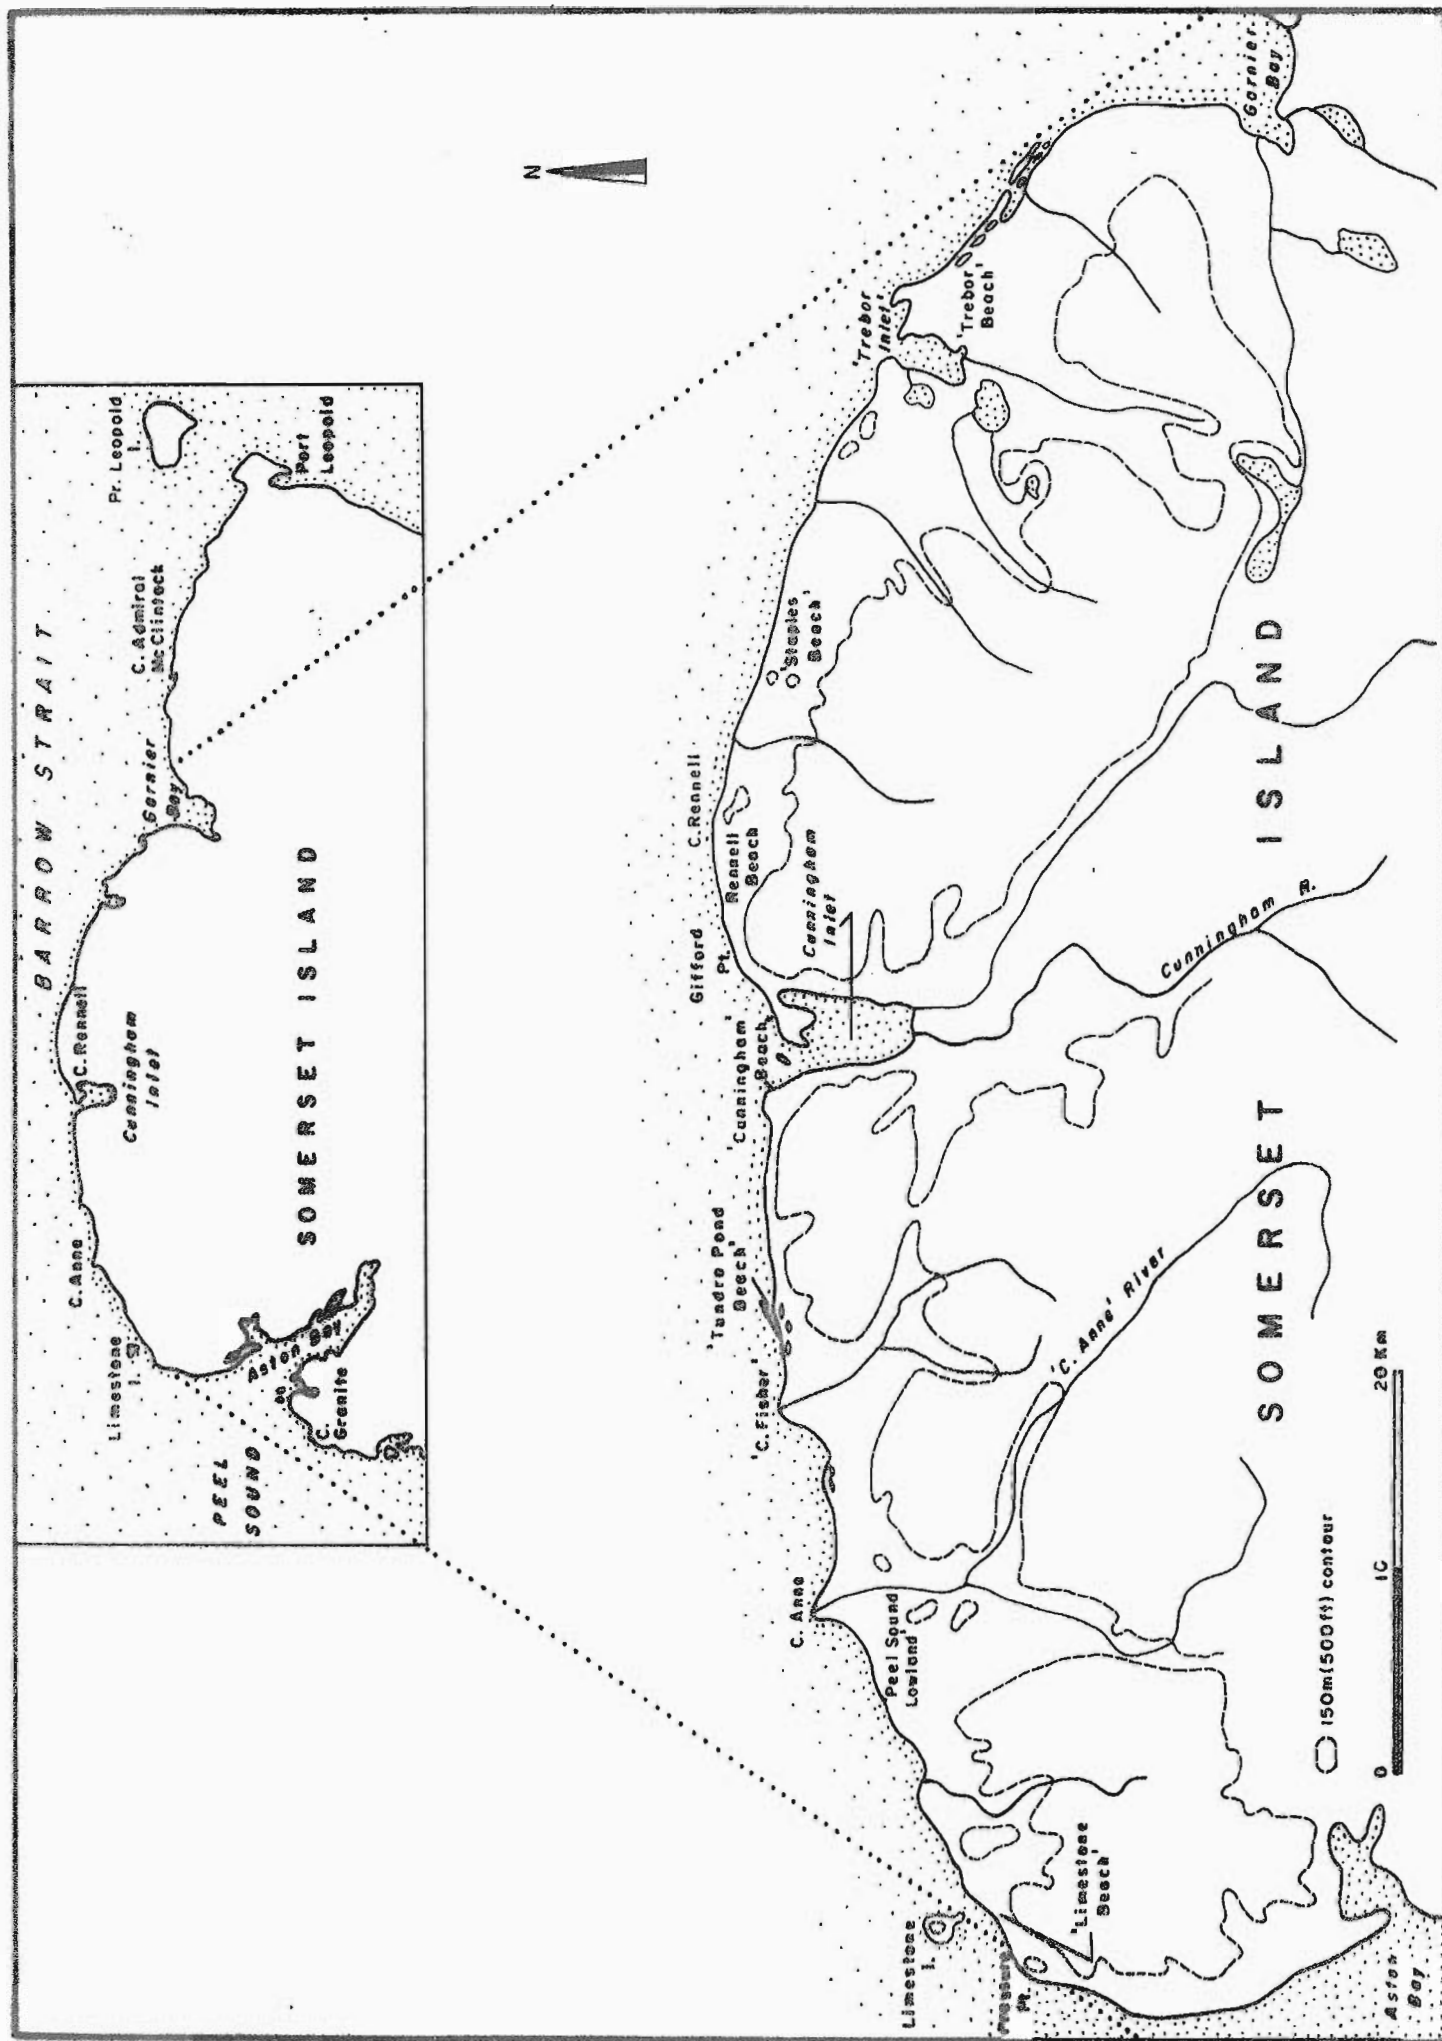 BARROW STRAIT
Pr. Leopold
I.
Port
Leopold
C. Admiral
McClintock
Garnier
Bay
C. Rennell
Cunningham
Inlet
C. Anne
Limestone
I.
Aston Bay
C.
Granite
PEEL
SOUND
SOMERSET ISLAND
N
Garnier
Bay
'Trebor
Inlet'
'Trebor
Beach'
'Staples
Beach'
C. Rennell
Rennell
Beach
Gifford
Pt.
Cunningham
Inlet
'Cunningham'
Beach
'Tundra Pond
Beach'
'C. Fisher'
C. Anne
Peel Sound
Lowland'
Limestone
I.
Pressure
Pt.
'Limestone
Beach'
Aston
Bay
Cunningham R.
'C. Anne' River
SOMERSET ISLAND
150m(500ft) contour
0 10 20 Km